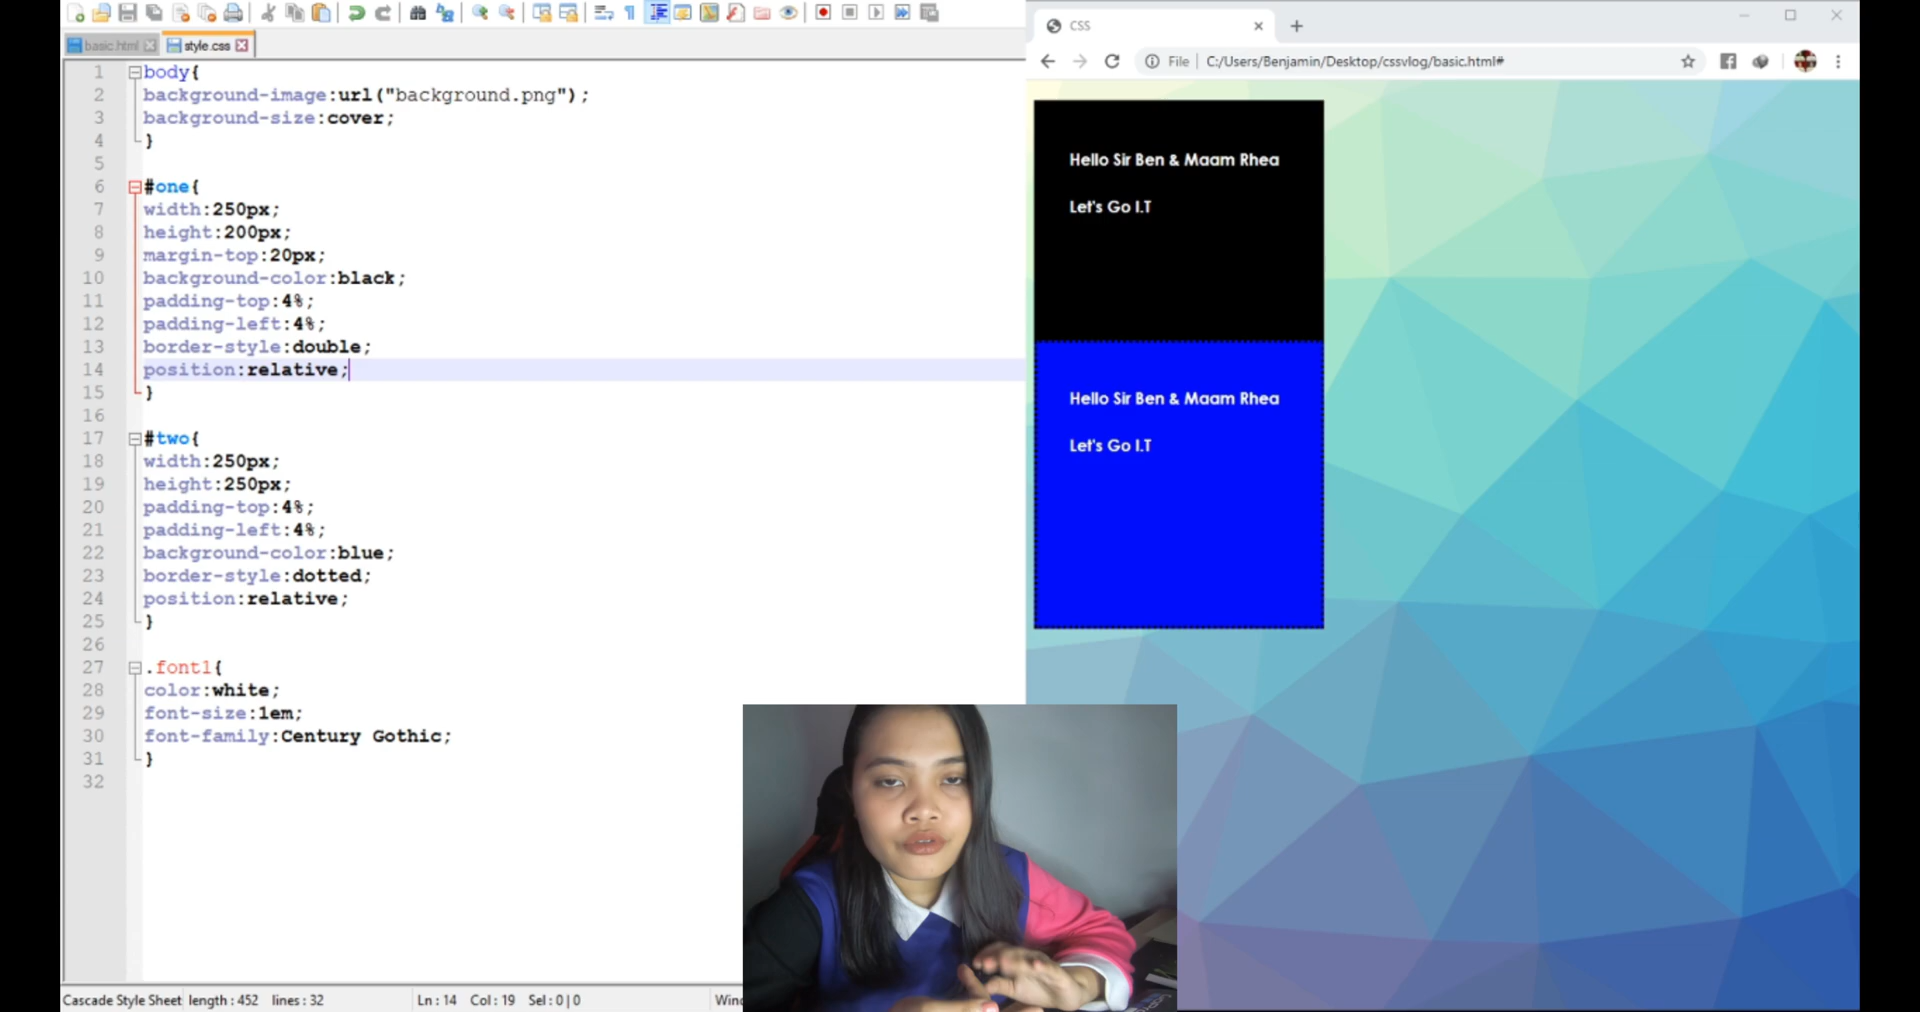 basic.html
style.css
1 body{
2 background-image:url("background.png");
3 background-size:cover;
4 }
5
6 #one{
7 width:250px;
8 height:200px;
9 margin-top:20px;
10 background-color:black;
11 padding-top:4%;
12 padding-left:4%;
13 border-style:double;
14 position:relative;
15 }
16
17 #two{
18 width:250px;
19 height:250px;
20 padding-top:4%;
21 padding-left:4%;
22 background-color:blue;
23 border-style:dotted;
24 position:relative;
25 }
26
27 .font1{
28 color:white;
29 font-size:1em;
30 font-family:Century Gothic;
31 }
32
Cascade Style Sheet length : 452 lines : 32 Ln : 14 Col : 19 Sel : 0 | 0 Winc
CSS
File C:/Users/Benjamin/Desktop/cssvlog/basic.html#
Hello Sir Ben & Maam Rhea
Let's Go I.T
Hello Sir Ben & Maam Rhea
Let's Go I.T